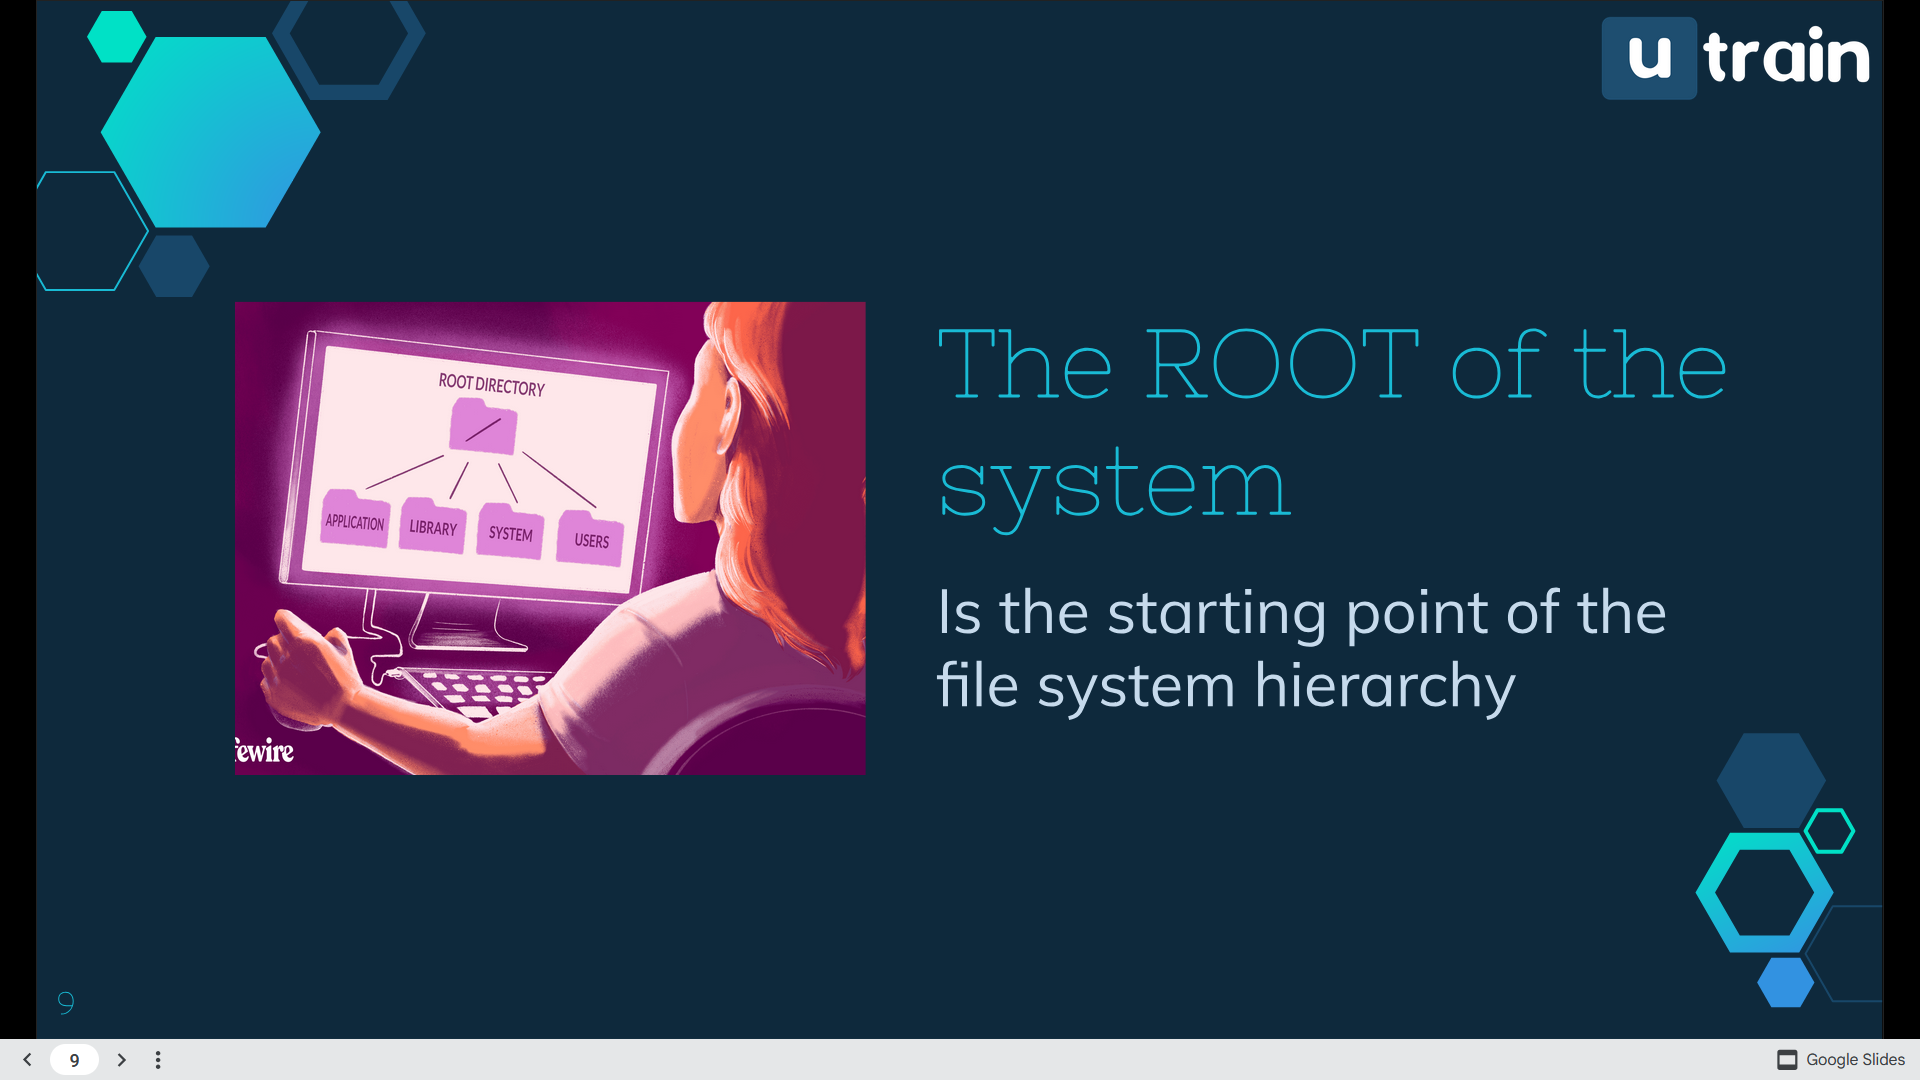 u train
The ROOT of the
system
Is the starting point of the
file system hierarchy
ROOT DIRECTORY
/
APPLICATION
LIBRARY
SYSTEM
USERS
fewire
9
9
Google Slides